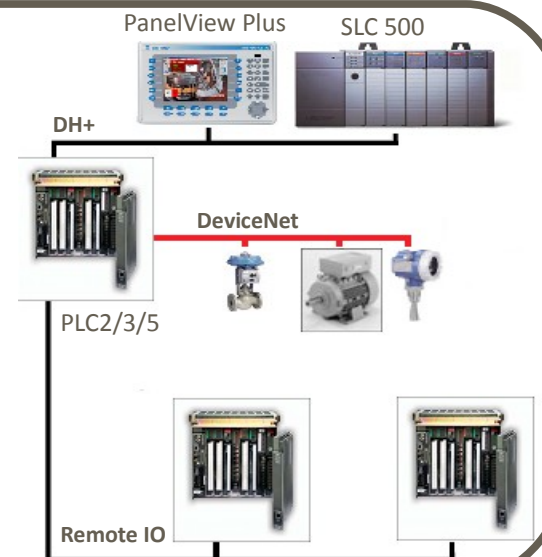 PanelView Plus
SLC 500
DH+
DeviceNet
PLC2/3/5
Remote IO